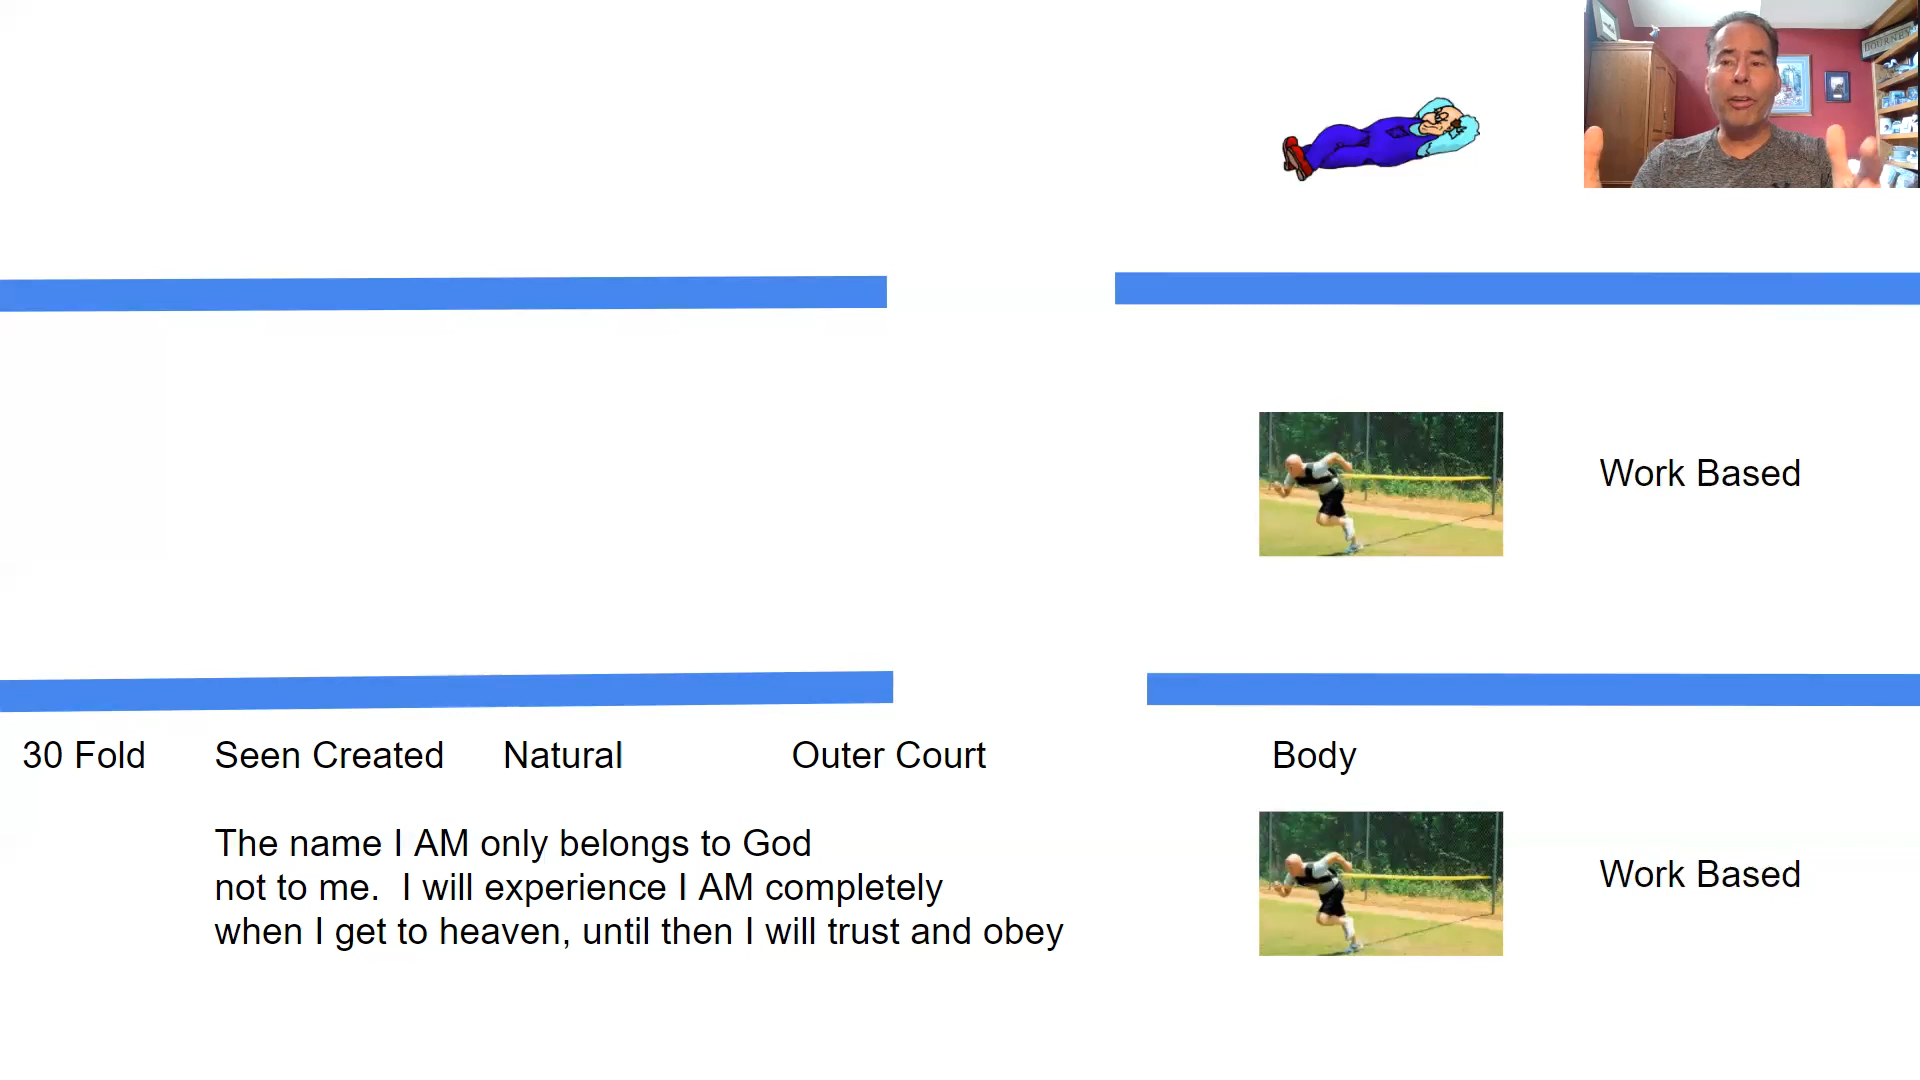 JOURNEY
Work Based
30 Fold Seen Created Natural Outer Court Body
The name I AM only belongs to God
not to me. I will experience I AM completely
when I get to heaven, until then I will trust and obey
Work Based